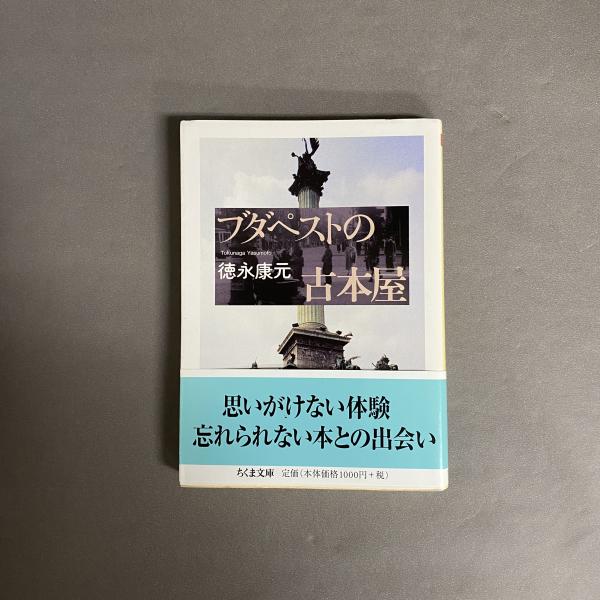 ブダペストの
Tokunaga Yasumoto
徳永康元
古本屋
思いがけない体験
忘れられない本との出会い
ちくま文庫 定価(本体価格1000円+税)